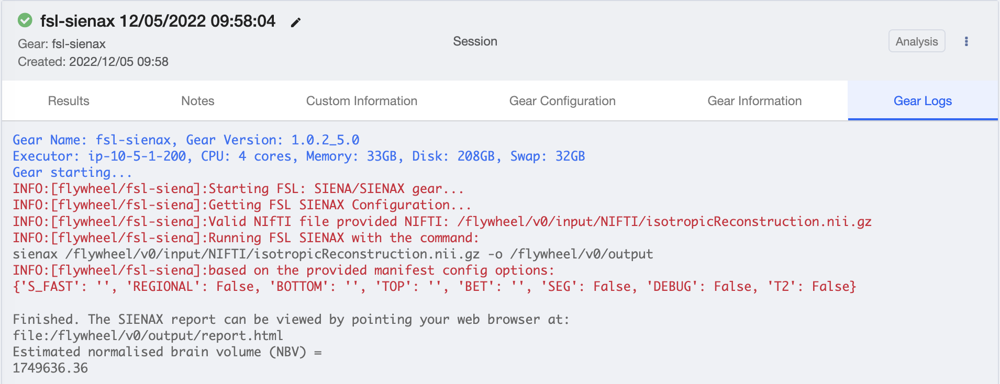 fsl-sienax 12/05/2022 09:58:04
Gear: fsl-sienax
Created: 2022/12/05 09:58
Session
Analysis
Results Notes Custom Information Gear Configuration Gear Information Gear Logs
Gear Name: fsl-sienax, Gear Version: 1.0.2_5.0
Executor: ip-10-5-1-200, CPU: 4 cores, Memory: 33GB, Disk: 208GB, Swap: 32GB
Gear starting...
INFO:[flywheel/fsl-siena]:Starting FSL: SIENA/SIENAX gear...
INFO:[flywheel/fsl-siena]:Getting FSL SIENAX Configuration...
INFO:[flywheel/fsl-siena]:Valid NIfTI file provided NIFTI: /flywheel/v0/input/NIFTI/isotropicReconstruction.nii.gz
INFO:[flywheel/fsl-siena]:Running FSL SIENAX with the command:
sienax /flywheel/v0/input/NIFTI/isotropicReconstruction.nii.gz -o /flywheel/v0/output
INFO:[flywheel/fsl-siena]:based on the provided manifest config options:
{'S_FAST': '', 'REGIONAL': False, 'BOTTOM': '', 'TOP': '', 'BET': '', 'SEG': False, 'DEBUG': False, 'T2': False}
Finished. The SIENAX report can be viewed by pointing your web browser at:
file:/flywheel/v0/output/report.html
Estimated normalised brain volume (NBV) =
1749636.36